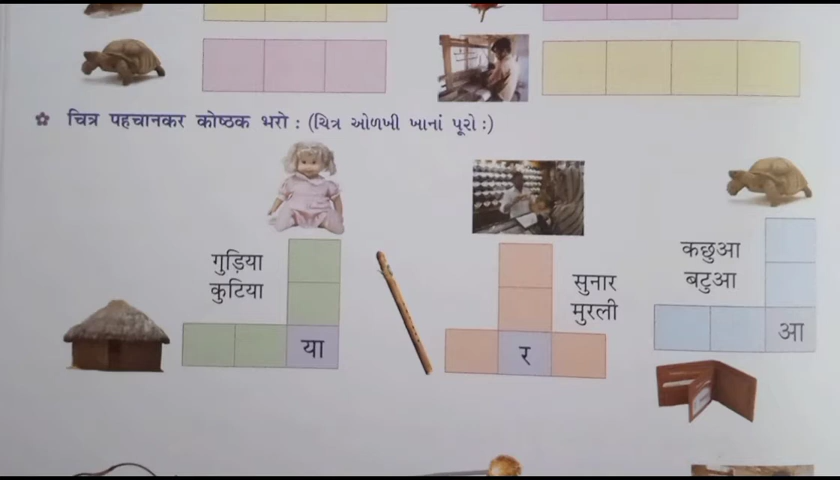 ✿ चित्र पहचानकर कोष्ठक भरो : (ચિત્ર ઓળખી ખાનાં પૂરો :)
गुड़िया
कुटिया
या
सुनार
मुरली
र
कछुआ
बटुआ
आ